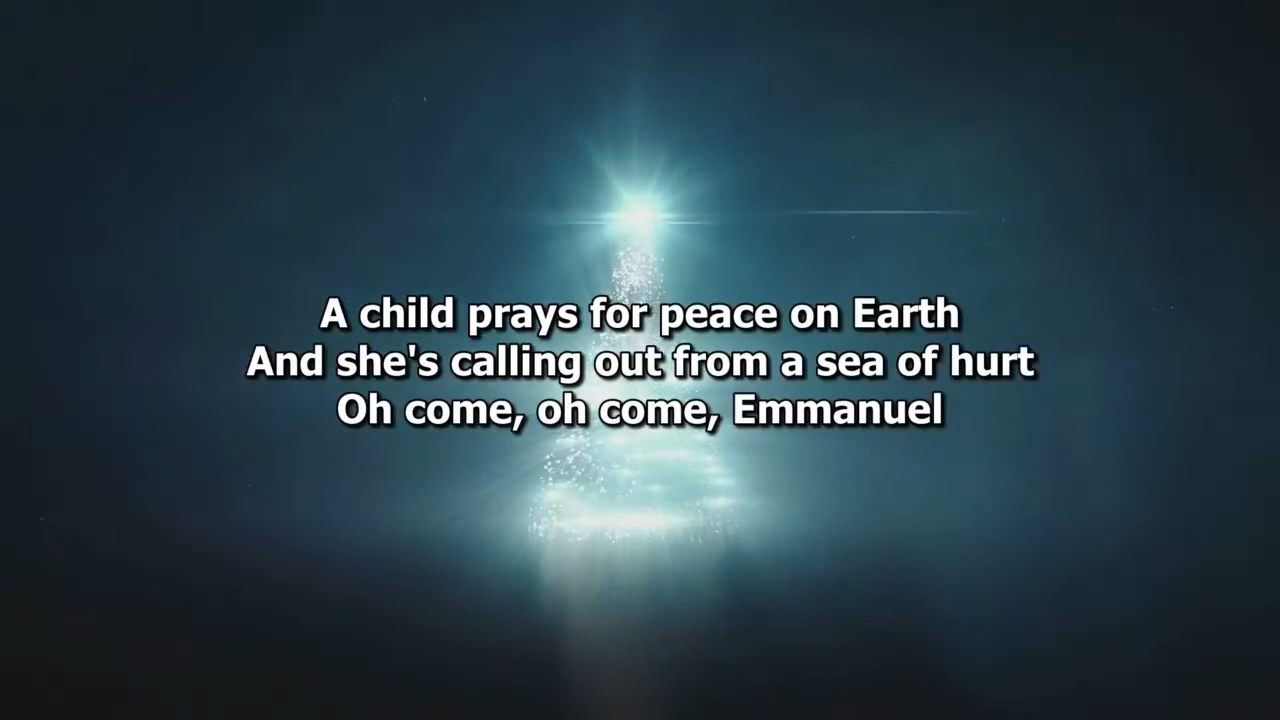 A child prays for peace on Earth
And she's calling out from a sea of hurt
Oh come, oh come, Emmanuel